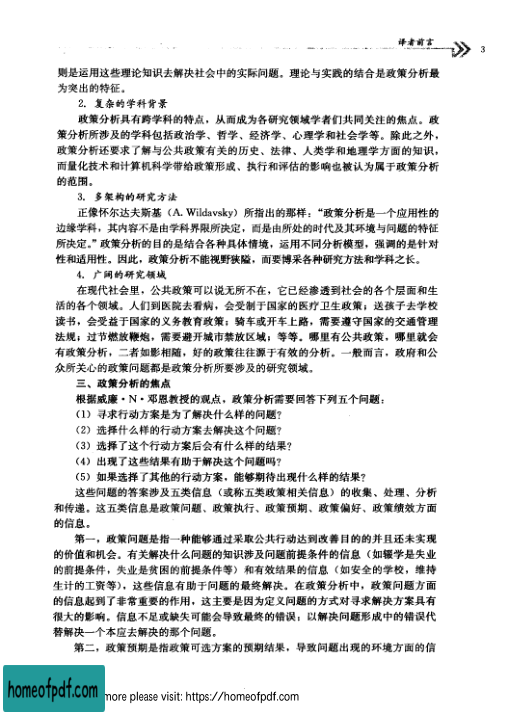 译者前言
3
则是运用这些理论知识去解决社会中的实际问题。理论与实践的结合是政策分析最
为突出的特征。
2. 复杂的学科背景
政策分析具有跨学科的特点，从而成为各研究领域学者们共同关注的焦点。政
策分析所涉及的学科包括政治学、哲学、经济学、心理学和社会学等。除此之外，
政策分析还要求了解与公共政策有关的历史、法律、人类学和地理学方面的知识，
而量化技术和计算机科学带给政策形成、执行和评估的影响也被认为属于政策分析
的范围。
3. 多架构的研究方法
正像怀尔达夫斯基（A. Wildavsky）所指出的那样：“政策分析是一个应用性的
边缘学科，其内容不是由学科界限所决定，而是由所处的时代及其环境与问题的特征
所决定。”政策分析的目的是结合各种具体情境，运用不同分析模型，强调的是针对
性和适用性。因此，政策分析不能视野狭隘，而要博采各种研究方法和学科之长。
4. 广阔的研究领域
在现代社会里，公共政策可以说无所不在，它已经渗透到社会的各个层面和生
活的各个领域。人们到医院去看病，会受制于国家的医疗卫生政策；送孩子去学校
读书，会受益于国家的义务教育政策；骑车或开车上路，需要遵守国家的交通管理
法规；过节燃放鞭炮，需要避开城市禁放区域；等等。哪里有公共政策，哪里就会
有政策分析，二者如影相随，好的政策往往源于有效的分析。一般而言，政府和公
众所关心的政策问题都是政策分析所要涉及的研究领域。
三、政策分析的焦点
根据威廉·N·邓恩教授的观点，政策分析需要回答下列五个问题：
（1）寻求行动方案是为了解决什么样的问题？
（2）选择什么样的行动方案去解决这个问题？
（3）选择了这个行动方案后会有什么样的结果？
（4）出现了这些结果有助于解决这个问题吗？
（5）如果选择了其他的行动方案，能够期待出现什么样的结果？
这些问题的答案涉及五类信息（或称五类政策相关信息）的收集、处理、分析
和传递。这五类信息是政策问题、政策执行、政策预期、政策偏好、政策绩效方面
的信息。
第一，政策问题是指一种能够通过采取公共行动达到改善目的的并且还未实现
的价值和机会。有关解决什么问题的知识涉及问题前提条件的信息（如辍学是失业
的前提条件，失业是贫困的前提条件等）和有效结果的信息（如安全的学校，维持
生计的工资等），这些信息有助于问题的最终解决。在政策分析中，政策问题方面
的信息起到了非常重要的作用，这主要是因为定义问题的方式对寻求解决方案具有
很大的影响。信息不足或缺失可能会导致最终的错误：以解决问题形成中的错误代
替解决一个本应去解决的那个问题。
第二，政策预期是指政策可选方案的预期结果，导致问题出现的环境方面的信
homeofpdf.com
more please visit: https://homeofpdf.com